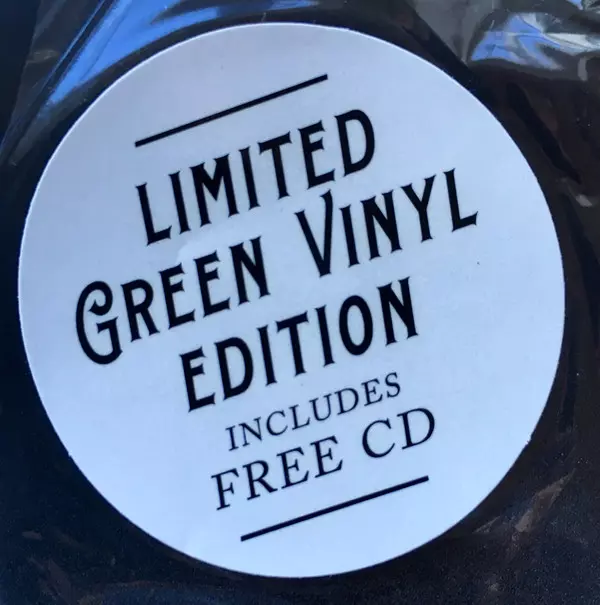 LIMITED
GREEN VINYL
EDITION
INCLUDES
FREE CD